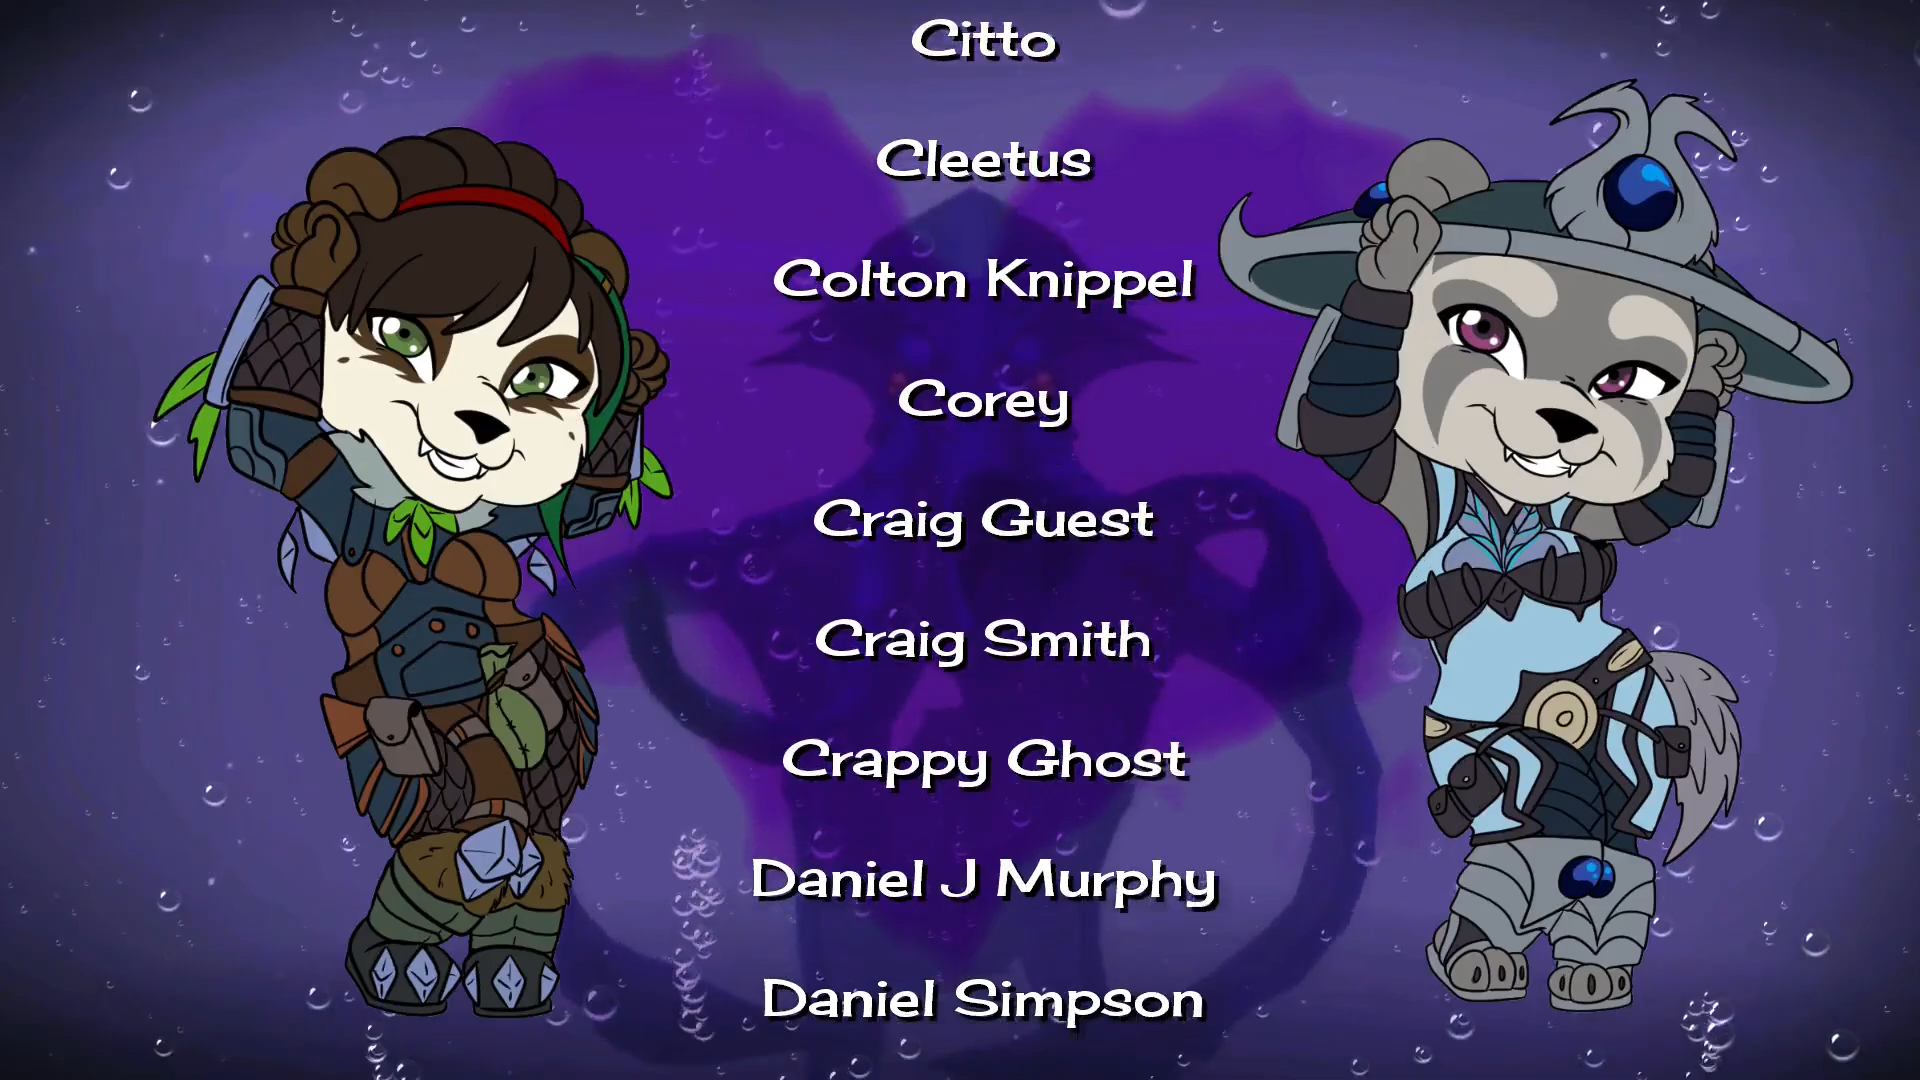 Citto
Cleetus
Colton Knippel
Corey
Craig Guest
Craig Smith
Crappy Ghost
Daniel J Murphy
Daniel Simpson